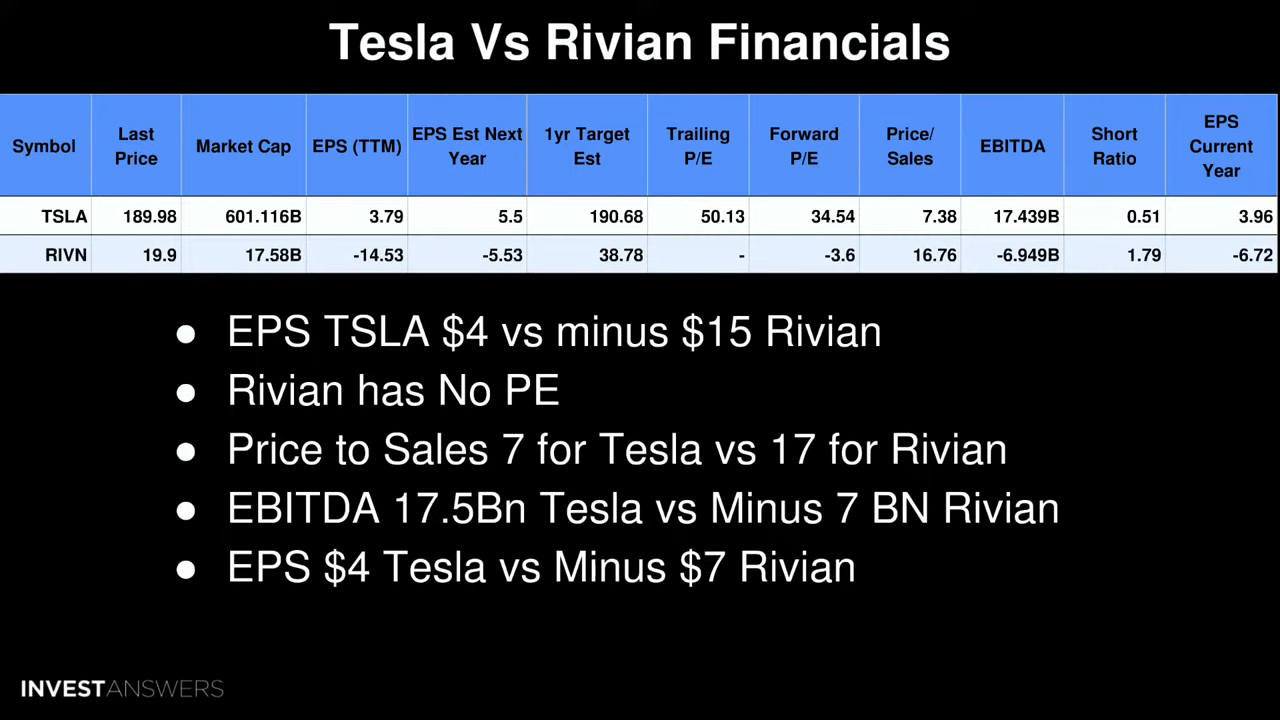 Tesla Vs Rivian Financials
Symbol Last Price Market Cap EPS (TTM) EPS Est Next Year 1yr Target Est Trailing P/E Forward P/E Price/ Sales EBITDA Short Ratio EPS Current Year
TSLA 189.98 601.116B 3.79 5.5 190.68 50.13 34.54 7.38 17.439B 0.51 3.96
RIVN 19.9 17.58B -14.53 -5.53 38.78 - -3.6 16.76 -6.949B 1.79 -6.72
● EPS TSLA $4 vs minus $15 Rivian
● Rivian has No PE
● Price to Sales 7 for Tesla vs 17 for Rivian
● EBITDA 17.5Bn Tesla vs Minus 7 BN Rivian
● EPS $4 Tesla vs Minus $7 Rivian
INVESTANSWERS